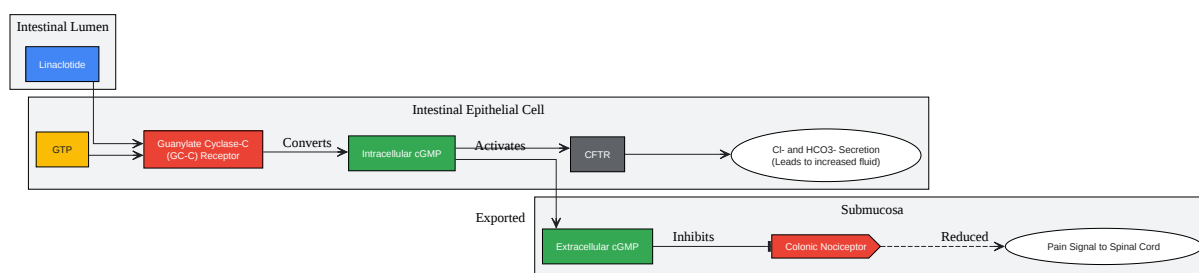 Intestinal Lumen
Linaclotide
Intestinal Epithelial Cell
GTP
Guanylate Cyclase-C
(GC-C) Receptor
Converts
Intracellular cGMP
Activates
CFTR
Cl- and HCO3- Secretion
(Leads to increased fluid)
Exported
Submucosa
Extracellular cGMP
Inhibits
Colonic Nociceptor
Reduced
Pain Signal to Spinal Cord